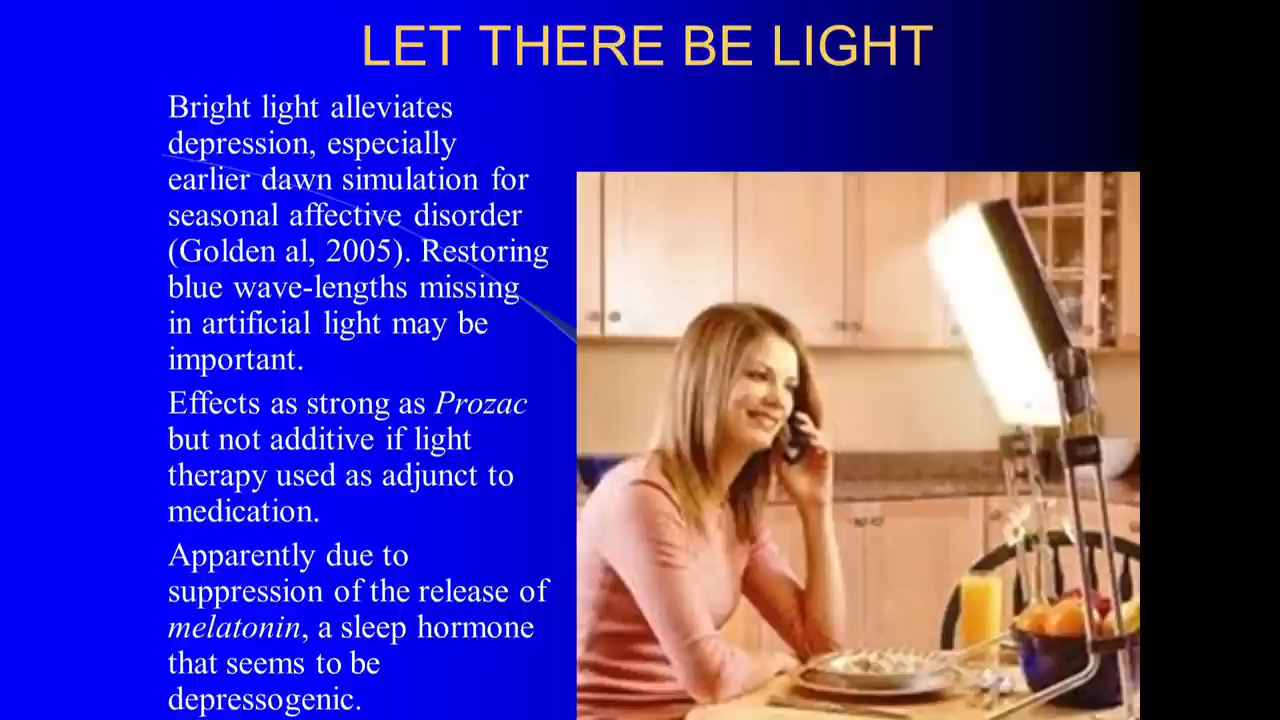 LET THERE BE LIGHT
Bright light alleviates
depression, especially
earlier dawn simulation for
seasonal affective disorder
(Golden al, 2005). Restoring
blue wave-lengths missing
in artificial light may be
important.
Effects as strong as Prozac
but not additive if light
therapy used as adjunct to
medication.
Apparently due to
suppression of the release of
melatonin, a sleep hormone
that seems to be
depressogenic.